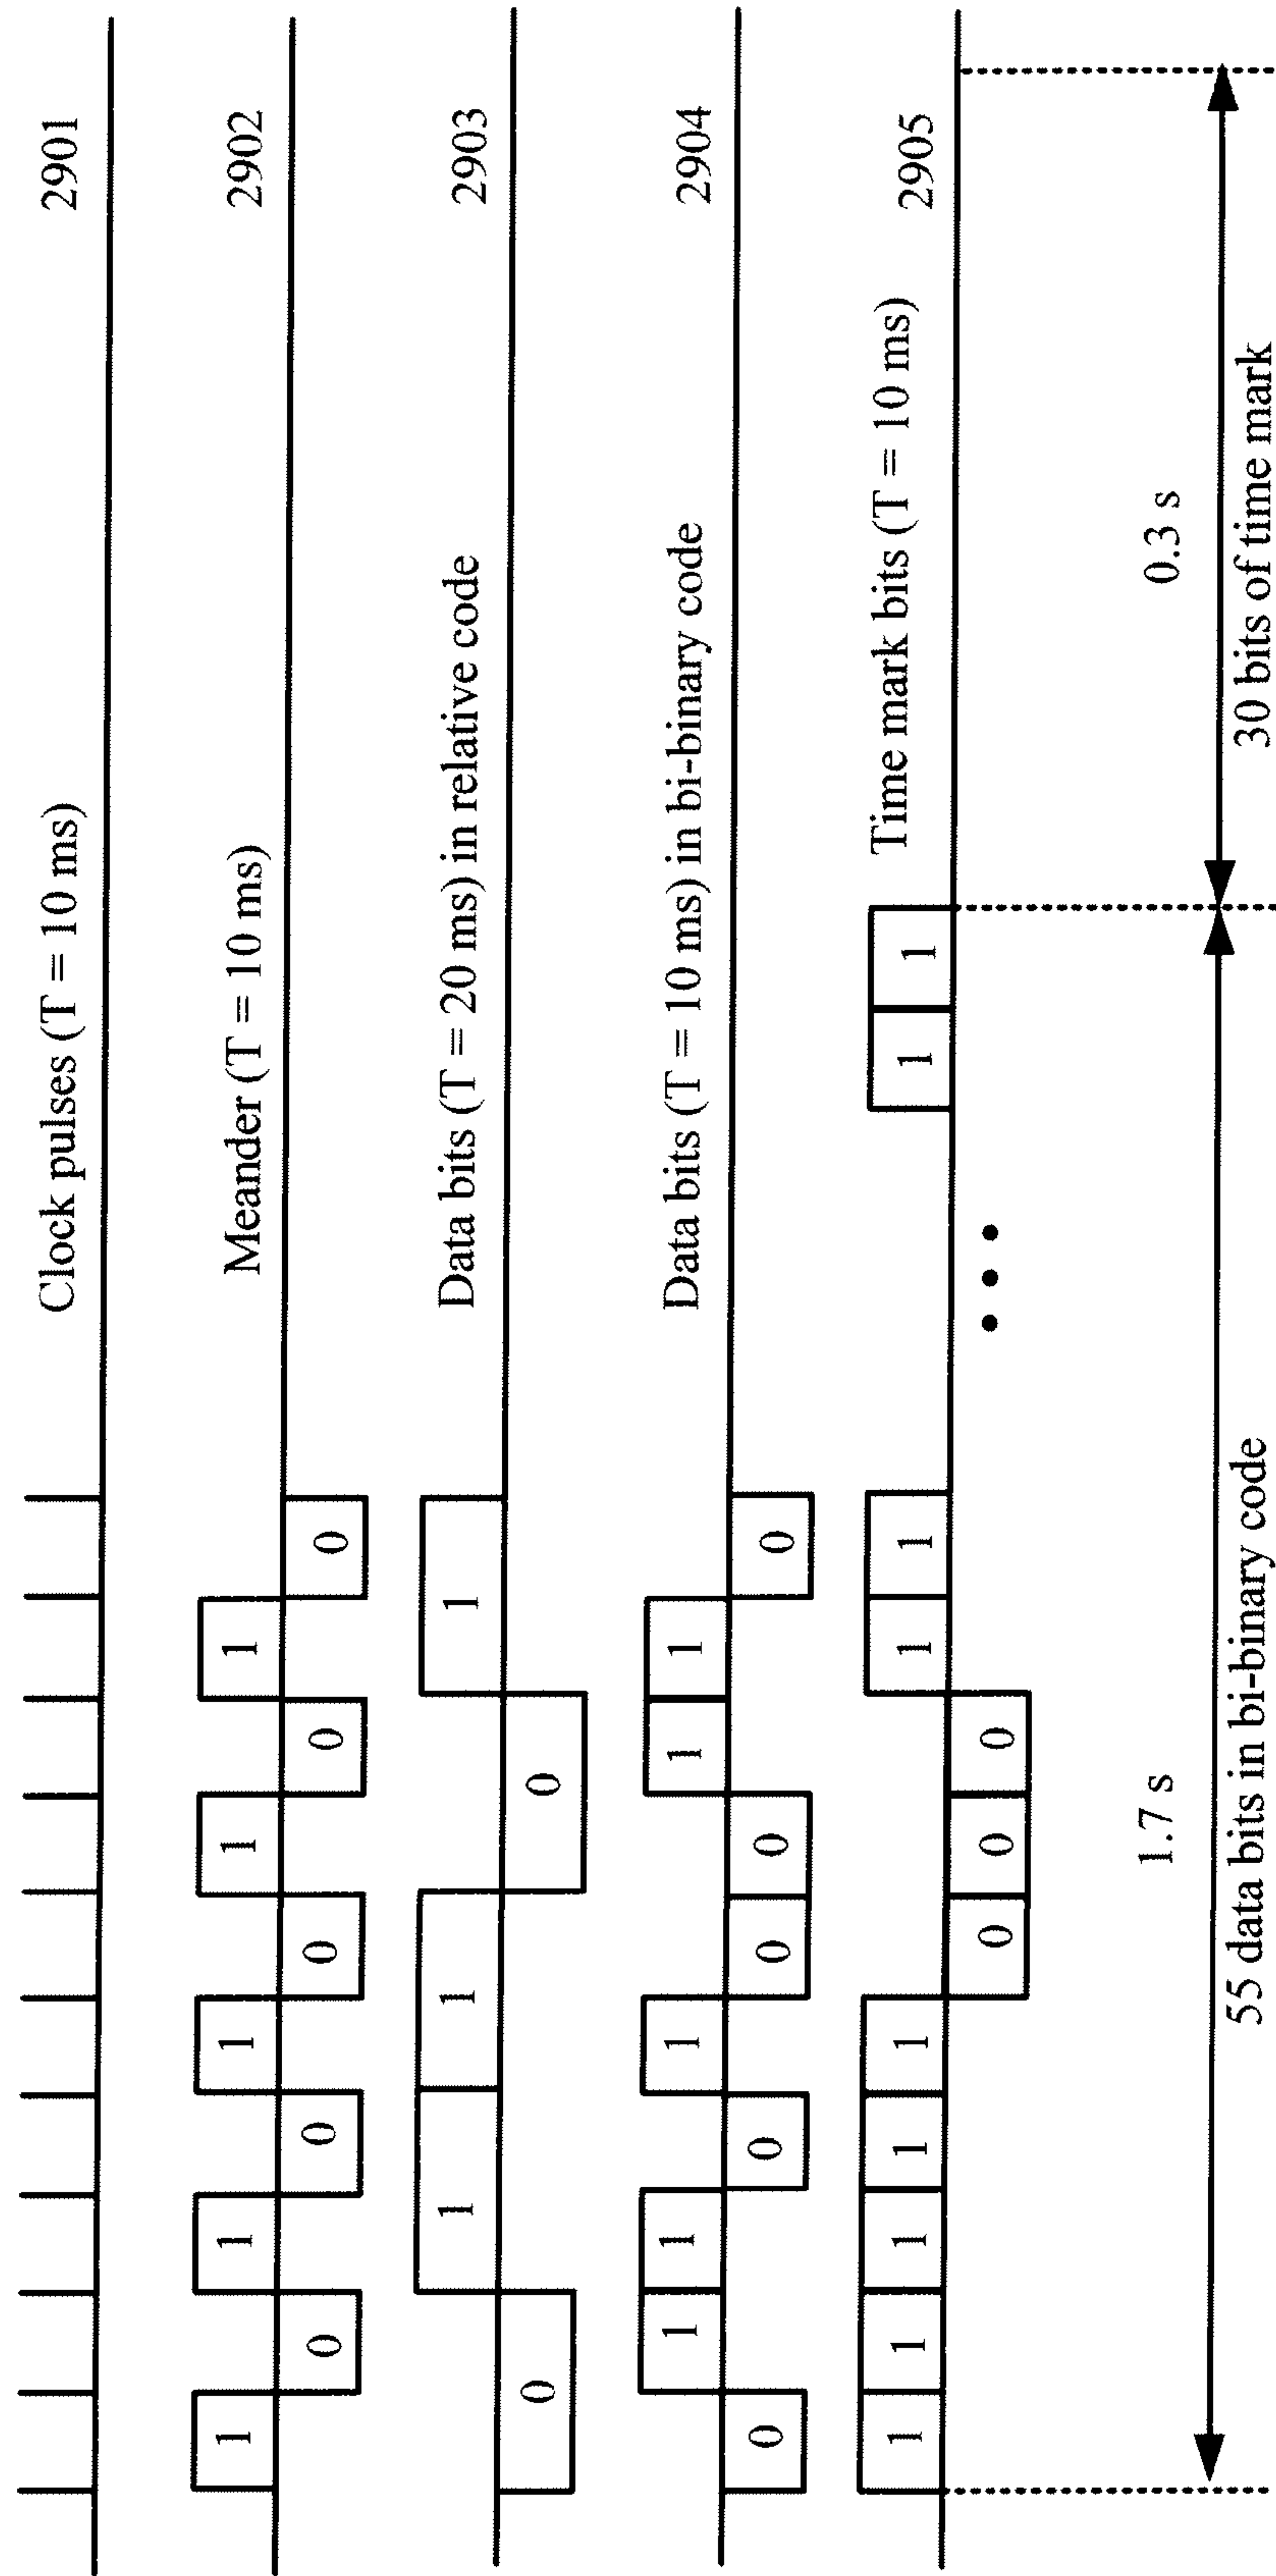 Clock pulses (T = 10 ms) 2901
Meander (T = 10 ms) 2902
1 0 1 0 1 0 1 0 1 0
Data bits (T = 20 ms) in relative code 2903
0 1 1 0 1
Data bits (T = 10 ms) in bi-binary code 2904
0 1 1 0 1 0 0 1 1 0
Time mark bits (T = 10 ms) 2905
1 1 1 1 1 0 0 0 1 1 • • • 1 1
1.7 s 0.3 s
55 data bits in bi-binary code 30 bits of time mark